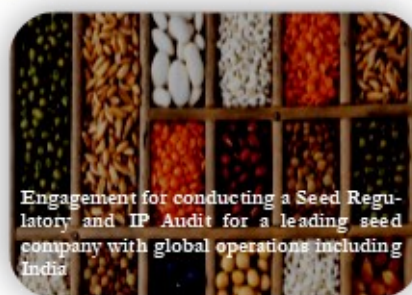 Engagement for conducting a Seed Regu-
latory and IP Audit for a leading seed
company with global operations including
India